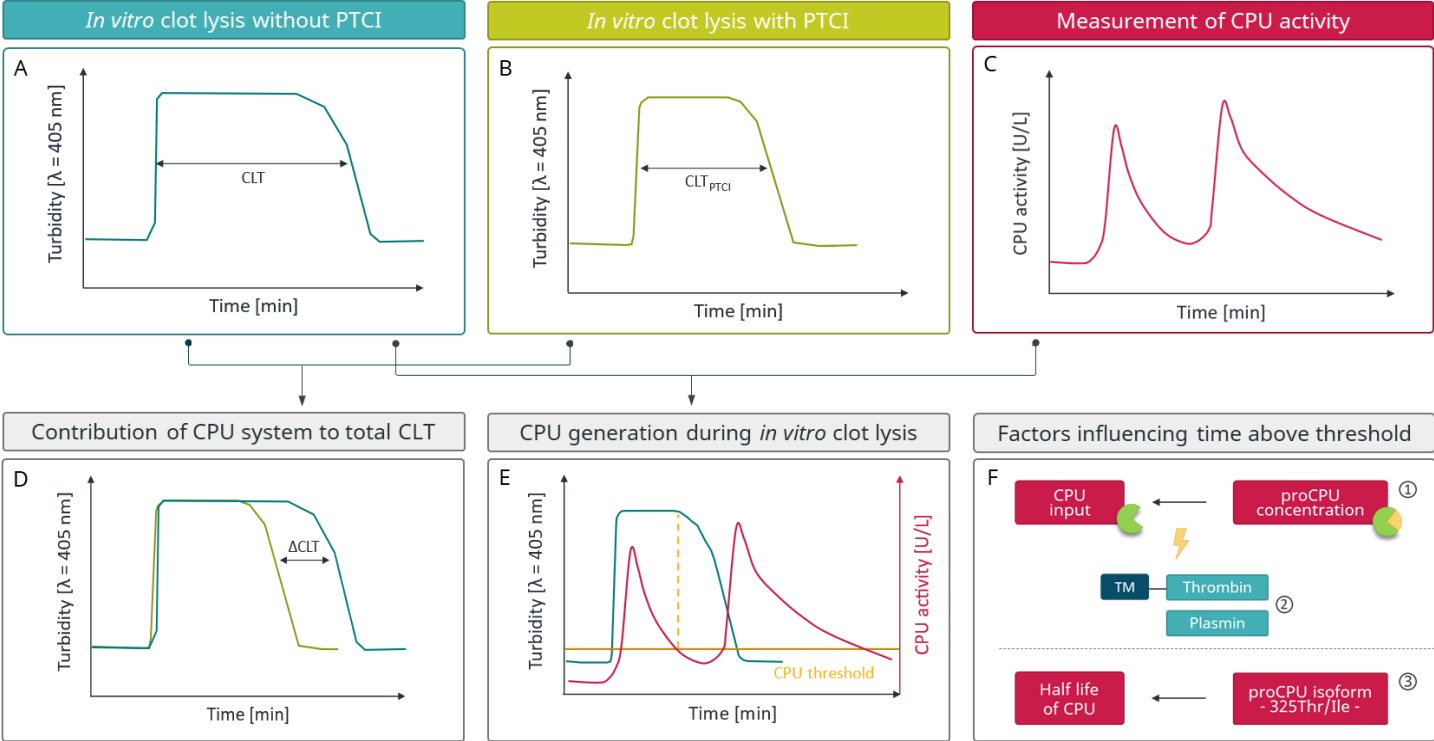 In vitro clot lysis without PTCI
In vitro clot lysis with PTCI
Measurement of CPU activity
A
Turbidity [λ = 405 nm]
CLT
Time [min]
B
Turbidity [λ = 405 nm]
CLT PTCI
Time [min]
C
CPU activity [U/L]
Time [min]
Contribution of CPU system to total CLT
CPU generation during in vitro clot lysis
Factors influencing time above threshold
D
Turbidity [λ = 405 nm]
ΔCLT
Time [min]
E
Turbidity [λ = 405 nm]
CPU activity [U/L]
CPU threshold
Time [min]
F
CPU
input
proCPU
concentration
①
TM
Thrombin
②
Plasmin
Half life
of CPU
proCPU isoform
- 325Thr/Ile -
③